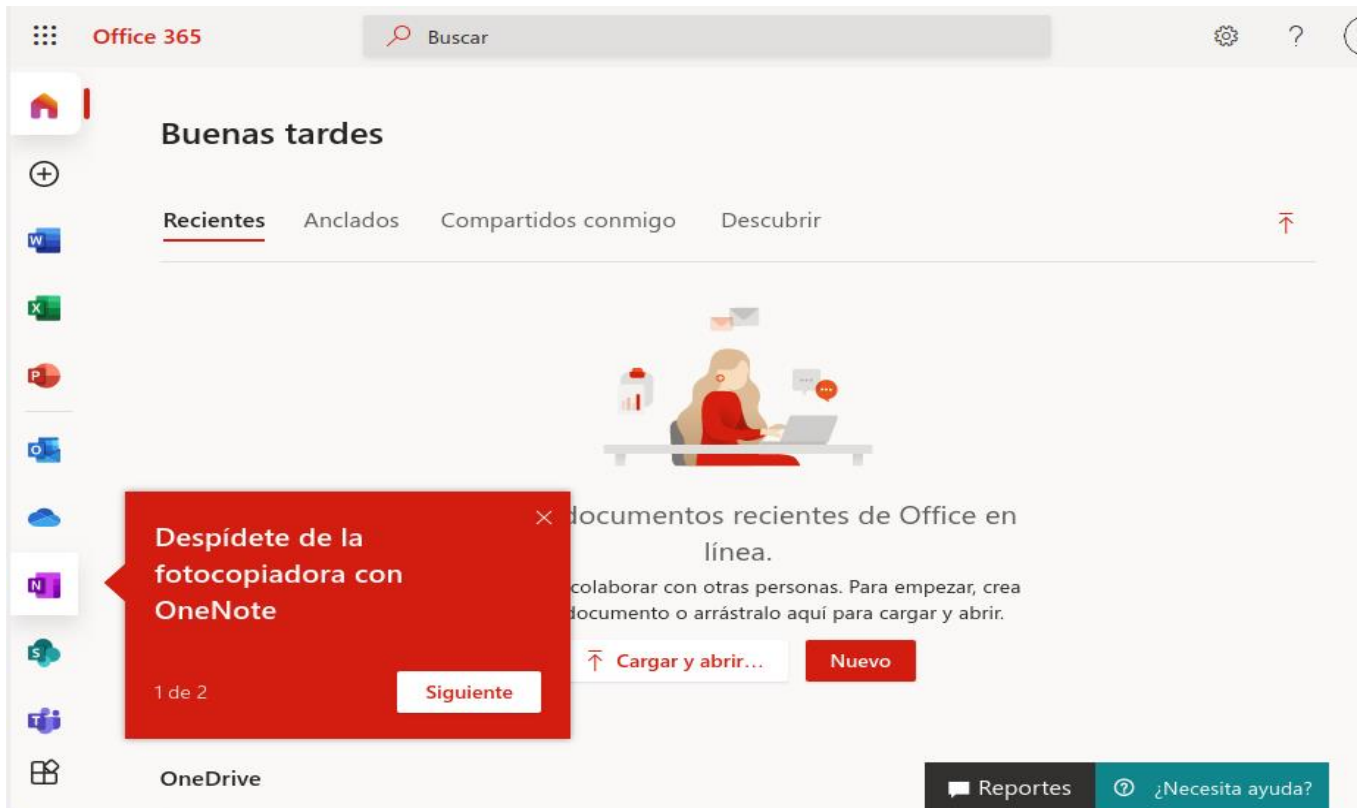 Office 365
Buscar
?
Buenas tardes
Recientes Anclados Compartidos conmigo Descubrir
W
X
P
O
N
S
T
Despídete de la
fotocopiadora con
OneNote
1 de 2
Siguiente
documentos recientes de Office en
línea.
colaborar con otras personas. Para empezar, crea
documento o arrástralo aquí para cargar y abrir.
Cargar y abrir...
Nuevo
OneDrive
Reportes
¿Necesita ayuda?